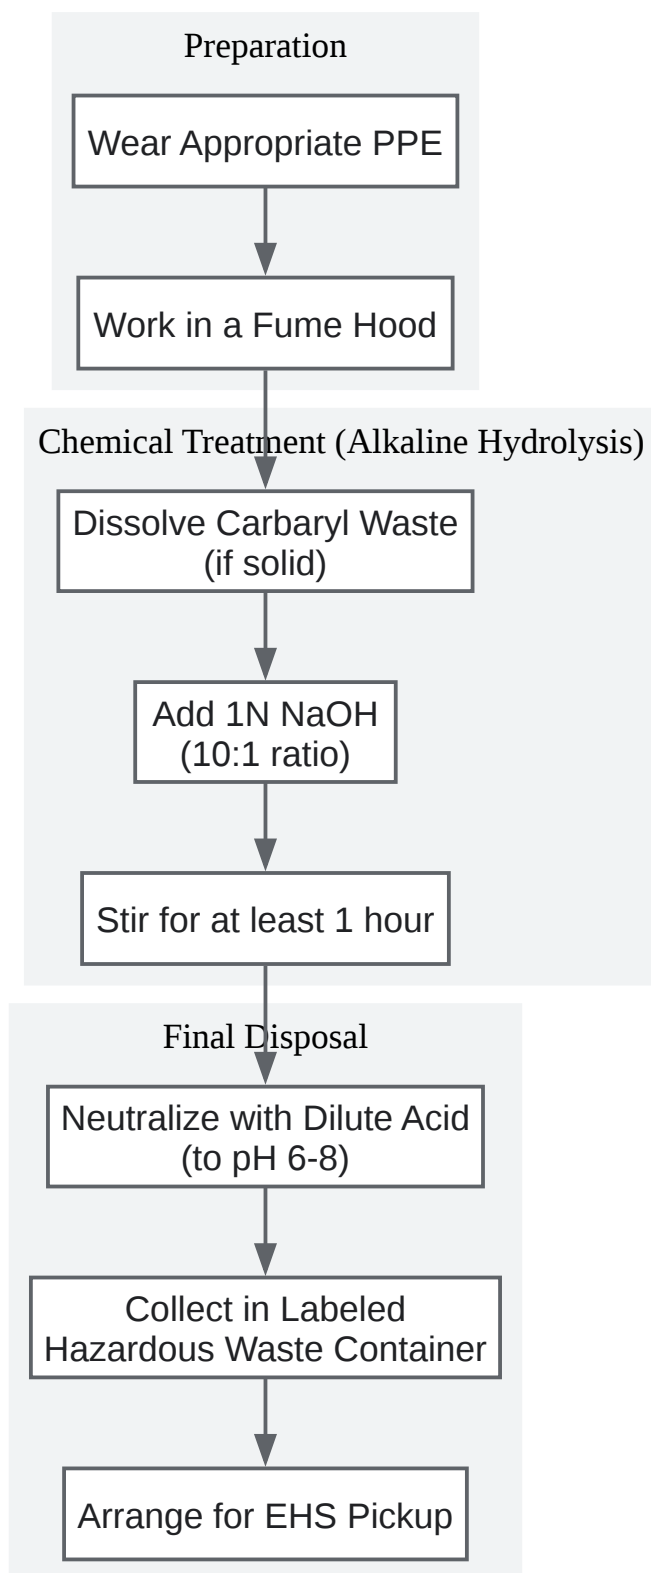 Preparation
Wear Appropriate PPE
Work in a Fume Hood
Chemical Treatment (Alkaline Hydrolysis)
Dissolve Carbaryl Waste
(if solid)
Add 1N NaOH
(10:1 ratio)
Stir for at least 1 hour
Final Disposal
Neutralize with Dilute Acid
(to pH 6-8)
Collect in Labeled
Hazardous Waste Container
Arrange for EHS Pickup